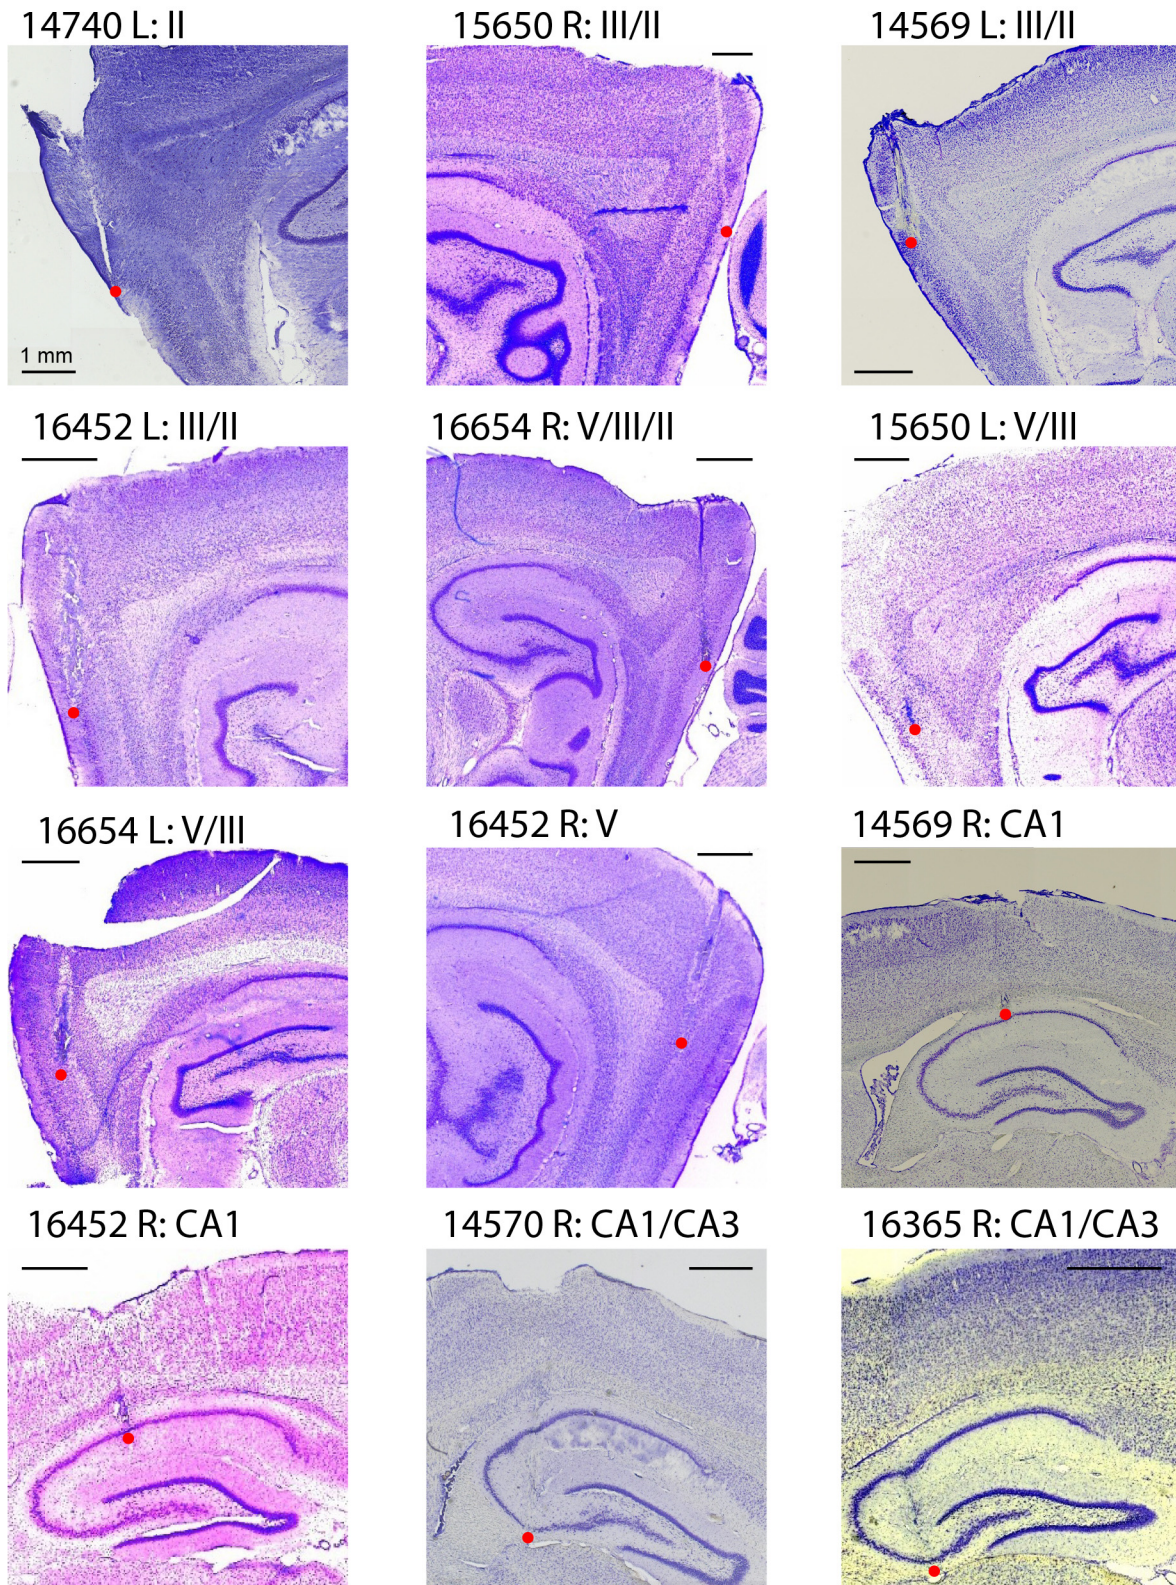 14740 L: II
15650 R: III/II
14569 L: III/II
1 mm
16452 L: III/II
16654 R: V/III/II
15650 L: V/III
16654 L: V/III
16452 R: V
14569 R: CA1
16452 R: CA1
14570 R: CA1/CA3
16365 R: CA1/CA3